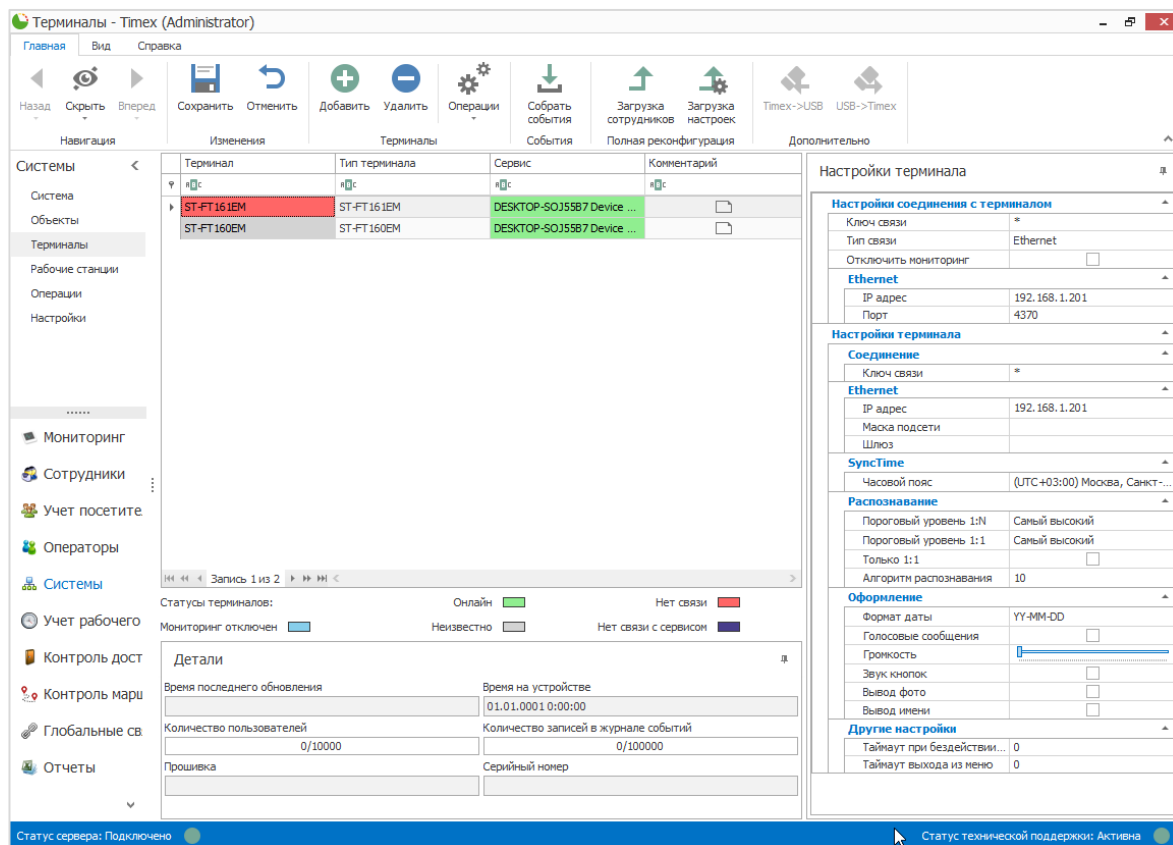 Терминалы - Timex (Administrator)
Главная Вид Справка
Назад Скрыть Вперед Сохранить Отменить Добавить Удалить Операции Собрать события Загрузка сотрудников Загрузка настроек Timex->USB USB->Timex
Навигация Изменения Терминалы События Полная реконфигурация Дополнительно
Системы
Система
Объекты
Терминалы
Рабочие станции
Операции
Настройки
Мониторинг
Сотрудники
Учет посетите
Операторы
Системы
Учет рабочего
Контроль дост
Контроль марш
Глобальные св
Отчеты
Терминал Тип терминала Сервис Комментарий
ST-FT161EM ST-FT161EM DESKTOP-SOJ55B7 Device ...
ST-FT160EM ST-FT160EM DESKTOP-SOJ55B7 Device ...
Запись 1 из 2
Статусы терминалов: Онлайн Нет связи
Мониторинг отключен Неизвестно Нет связи с сервисом
Детали
Время последнего обновления Время на устройстве
01.01.0001 0:00:00
Количество пользователей Количество записей в журнале событий
0/10000 0/100000
Прошивка Серийный номер
Настройки терминала
Настройки соединения с терминалом
Ключ связи *
Тип связи Ethernet
Отключить мониторинг
Ethernet
IP адрес 192.168.1.201
Порт 4370
Настройки терминала
Соединение
Ключ связи *
Ethernet
IP адрес 192.168.1.201
Маска подсети
Шлюз
SyncTime
Часовой пояс (UTC+03:00) Москва, Санкт-...
Распознавание
Пороговый уровень 1:N Самый высокий
Пороговый уровень 1:1 Самый высокий
Только 1:1
Алгоритм распознавания 10
Оформление
Формат даты YY-MM-DD
Голосовые сообщения
Громкость
Звук кнопок
Вывод фото
Вывод имени
Другие настройки
Таймаут при бездействии... 0
Таймаут выхода из меню 0
Статус сервера: Подключено Статус технической поддержки: Активна